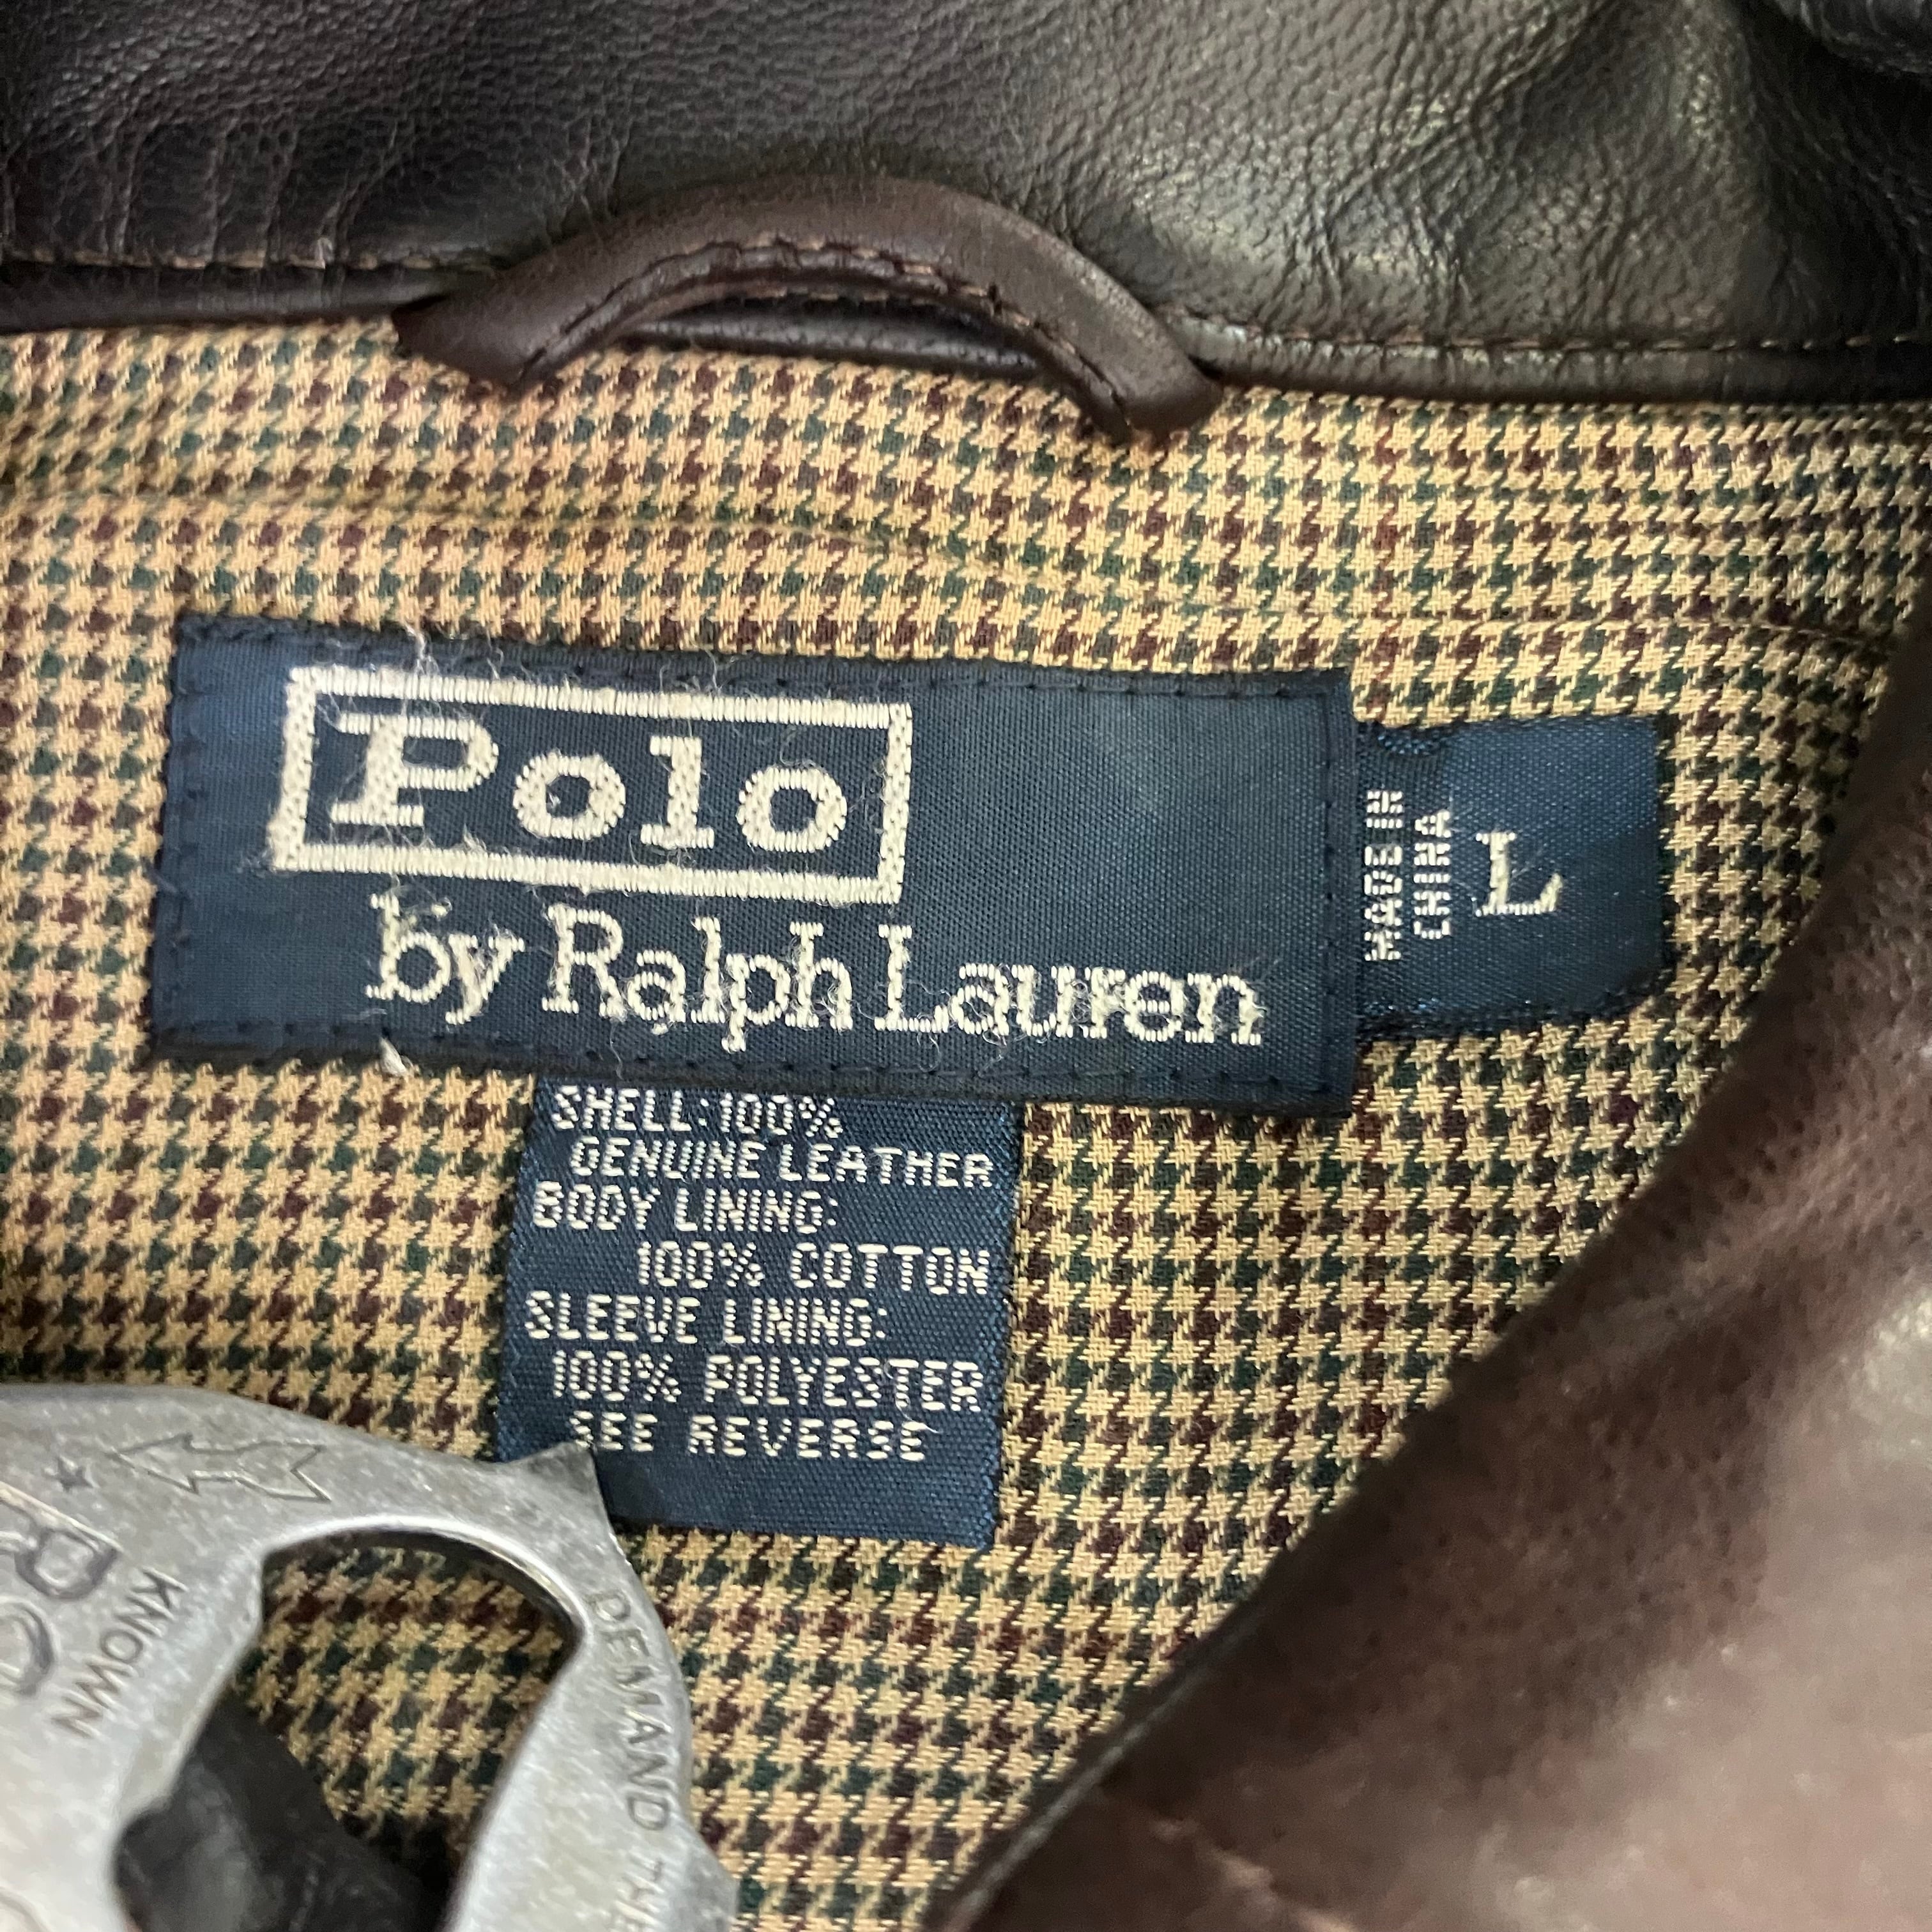 Polo
by Ralph Lauren
MADE IN
CHINA
L
SHELL:100%
GENUINE LEATHER
BODY LINING:
100% COTTON
SLEEVE LINING:
100% POLYESTER
SEE REVERSE
KNOWN
DEMAND